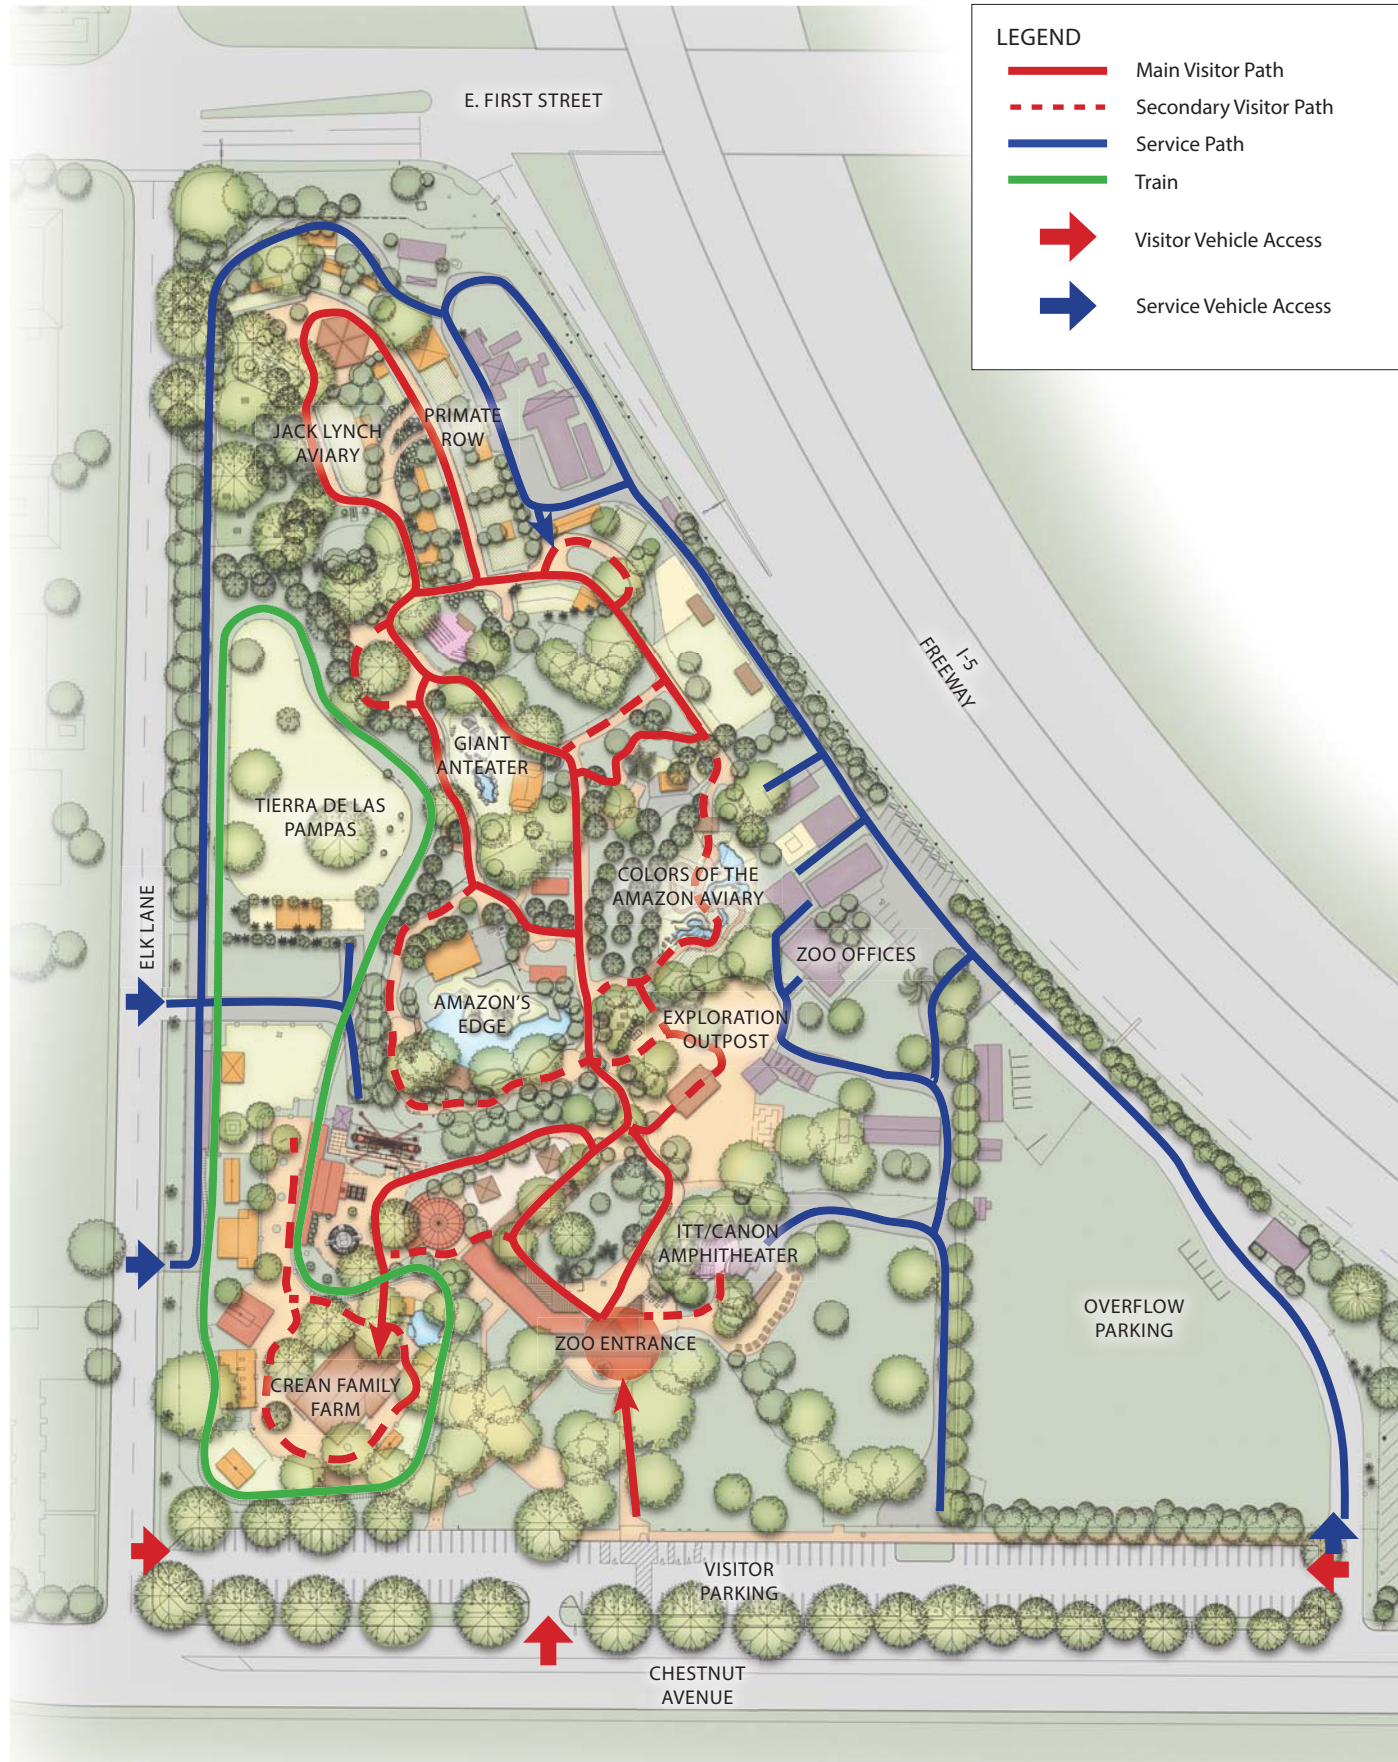 LEGEND
Main Visitor Path
Secondary Visitor Path
Service Path
Train
Visitor Vehicle Access
Service Vehicle Access
E. FIRST STREET
JACK LYNCH
AVIARY
PRIMATE
ROW
I-5
FREEWAY
GIANT
ANTEATER
TIERRA DE LAS
PAMPAS
COLORS OF THE
AMAZON AVIARY
ELK LANE
ZOO OFFICES
AMAZON'S
EDGE
EXPLORATION
OUTPOST
ITT/CANON
AMPHITHEATER
OVERFLOW
PARKING
ZOO ENTRANCE
CREAN FAMILY
FARM
VISITOR
PARKING
CHESTNUT
AVENUE